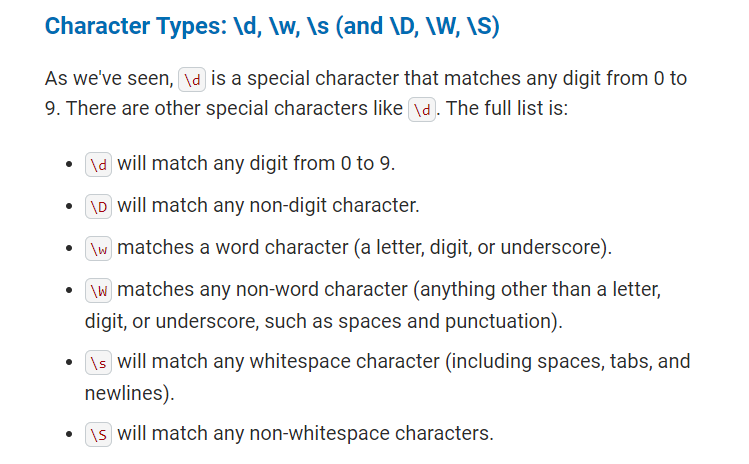 Character Types: \d, \w, \s (and \D, \W, \S)
As we've seen, \d is a special character that matches any digit from 0 to
9. There are other special characters like \d. The full list is:
• \d will match any digit from 0 to 9.
• \D will match any non-digit character.
• \w matches a word character (a letter, digit, or underscore).
• \W matches any non-word character (anything other than a letter,
digit, or underscore, such as spaces and punctuation).
• \s will match any whitespace character (including spaces, tabs, and
newlines).
• \S will match any non-whitespace characters.